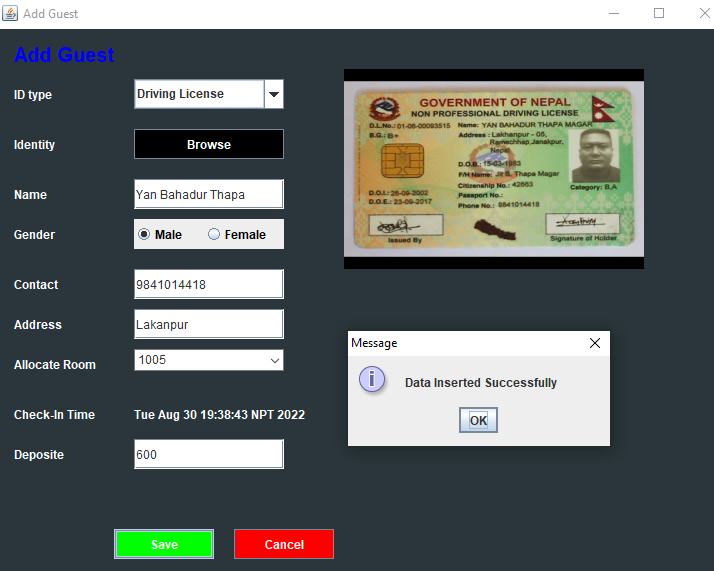 Add Guest
Add Guest
ID type
Driving License
Identity
Browse
Name
Yan Bahadur Thapa
Gender
Male
Female
Contact
9841014418
Address
Lakanpur
Allocate Room
1005
Check-In Time
Tue Aug 30 19:38:43 NPT 2022
Deposite
600
Save
Cancel
GOVERNMENT OF NEPAL
NON PROFESSIONAL DRIVING LICENSE
D.L.No.: 01-06-00093515
Name: YAN BAHADUR THAPA MAGAR
B.G.: B+
Address : Lakhanpur - 05,
Ramechhap,Janakpur,
Nepal
D.O.B.: 15-03-1983
F/H Name: Jit B. Thapa Magar
Citizenship No.: 42663
Category: B,A
D.O.I.: 26-09-2002
Passport No.:
D.O.E.: 23-09-2017
Phone No.: 9841014418
Issued By
Signature of Holder
Message
Data Inserted Successfully
OK